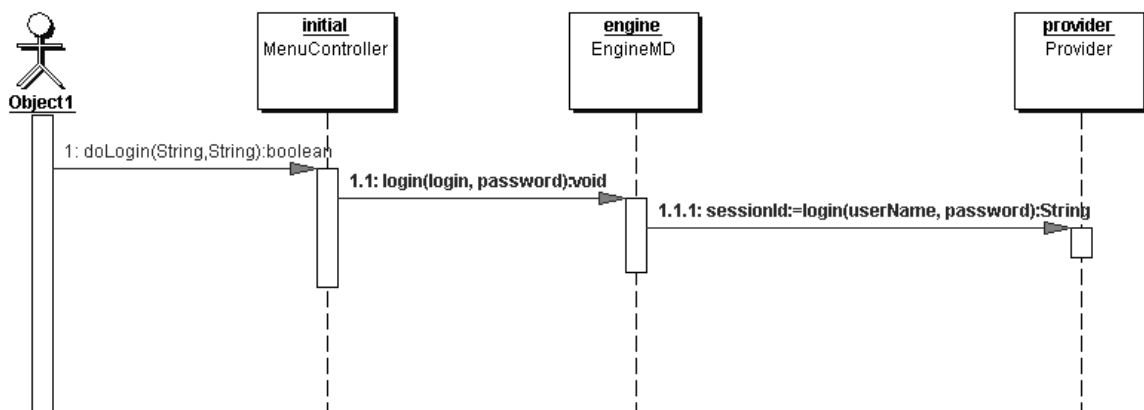 initial
MenuController
engine
EngineMD
provider
Provider
Object1
1: doLogin(String,String):boolean
1.1: login(login, password):void
1.1.1: sessionId:=login(userName, password):String